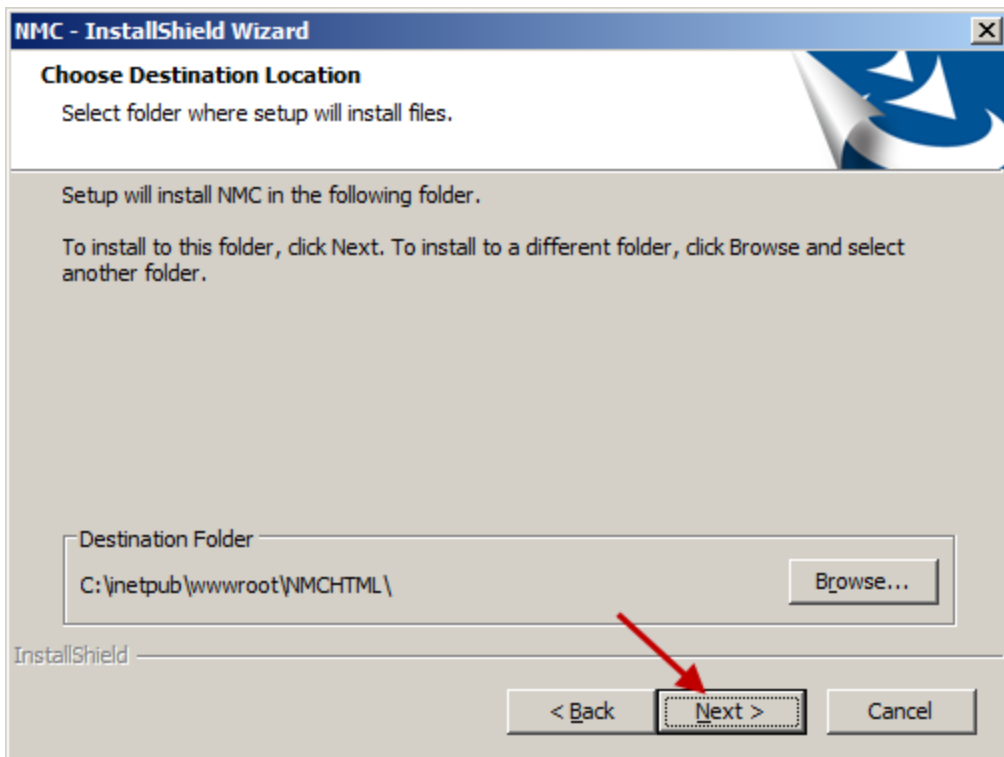 NMC - InstallShield Wizard
Choose Destination Location
Select folder where setup will install files.
Setup will install NMC in the following folder.
To install to this folder, click Next. To install to a different folder, click Browse and select
another folder.
Destination Folder
C:\inetpub\wwwroot\NMCHTML\
Browse...
InstallShield
< Back
Next >
Cancel